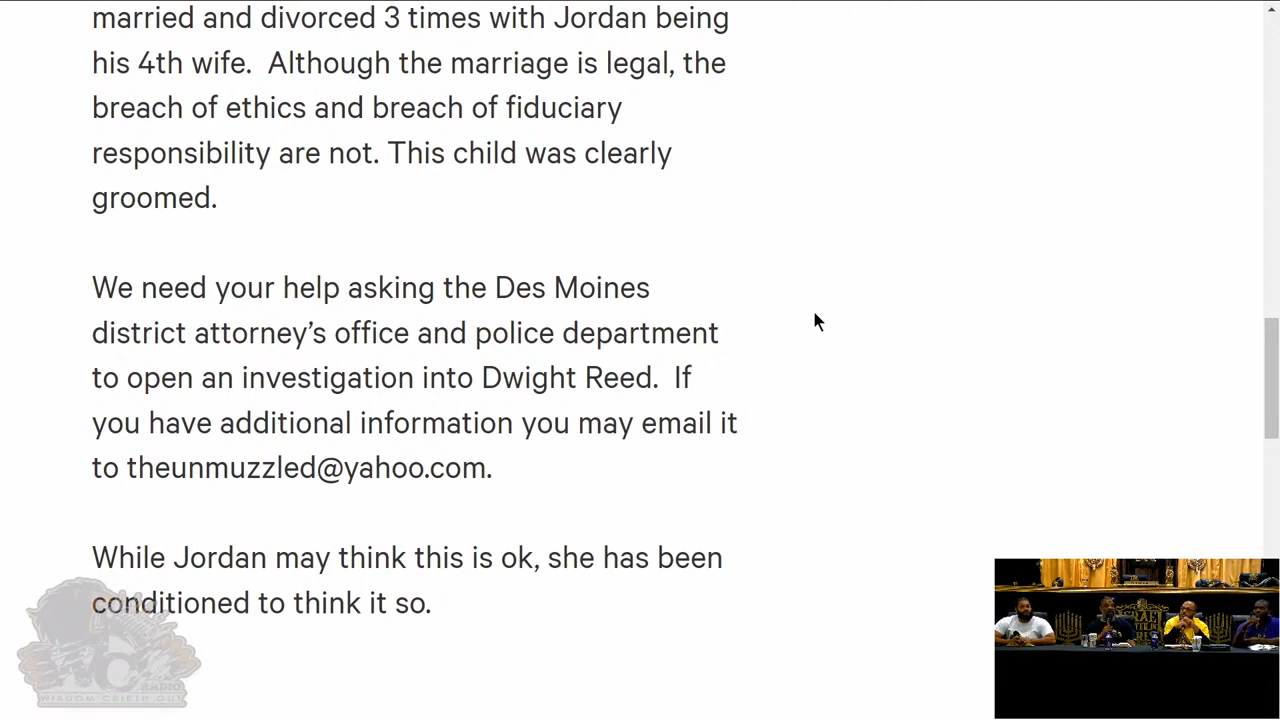 married and divorced 3 times with Jordan being
his 4th wife.  Although the marriage is legal, the
breach of ethics and breach of fiduciary
responsibility are not. This child was clearly
groomed.
We need your help asking the Des Moines
district attorney’s office and police department
to open an investigation into Dwight Reed.  If
you have additional information you may email it
to theunmuzzled@yahoo.com.
While Jordan may think this is ok, she has been
conditioned to think it so.
RADIO
WISDOM CRIETH OUT